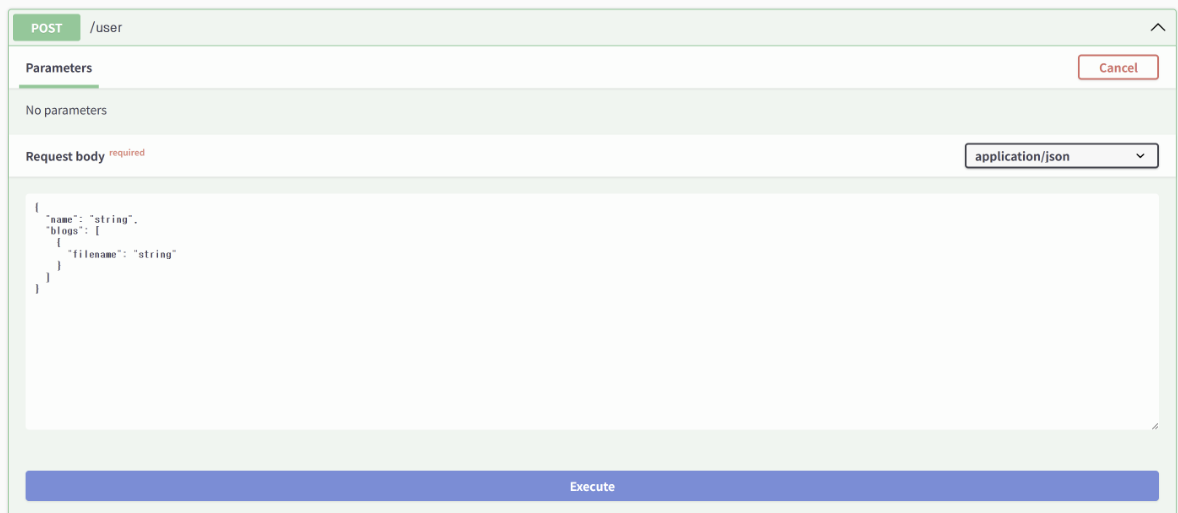 POST /user
Parameters Cancel
No parameters
Request body required application/json
{
"name": "string",
"blogs": [
{
"filename": "string"
}
]
}
Execute